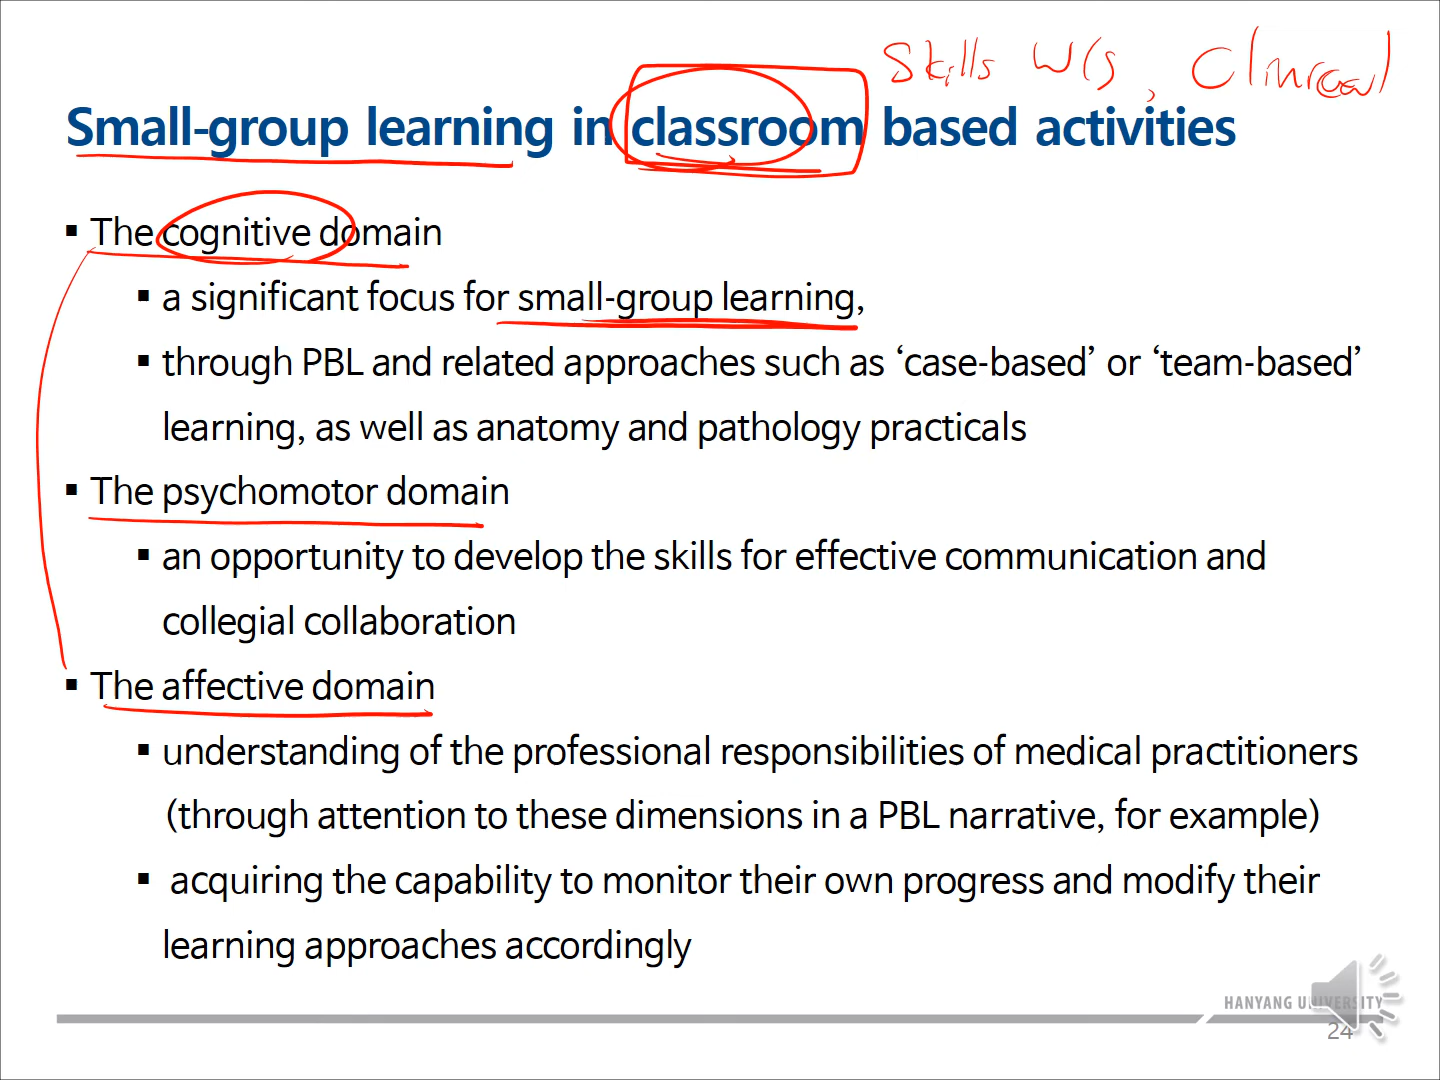 Skills W/S, Clinical
Small-group learning in classroom based activities
▪ The cognitive domain
▪ a significant focus for small-group learning,
▪ through PBL and related approaches such as ‘case-based’ or ‘team-based’
learning, as well as anatomy and pathology practicals
▪ The psychomotor domain
▪ an opportunity to develop the skills for effective communication and
collegial collaboration
▪ The affective domain
▪ understanding of the professional responsibilities of medical practitioners
(through attention to these dimensions in a PBL narrative, for example)
▪ acquiring the capability to monitor their own progress and modify their
learning approaches accordingly
HANYANG UNIVERSITY
24